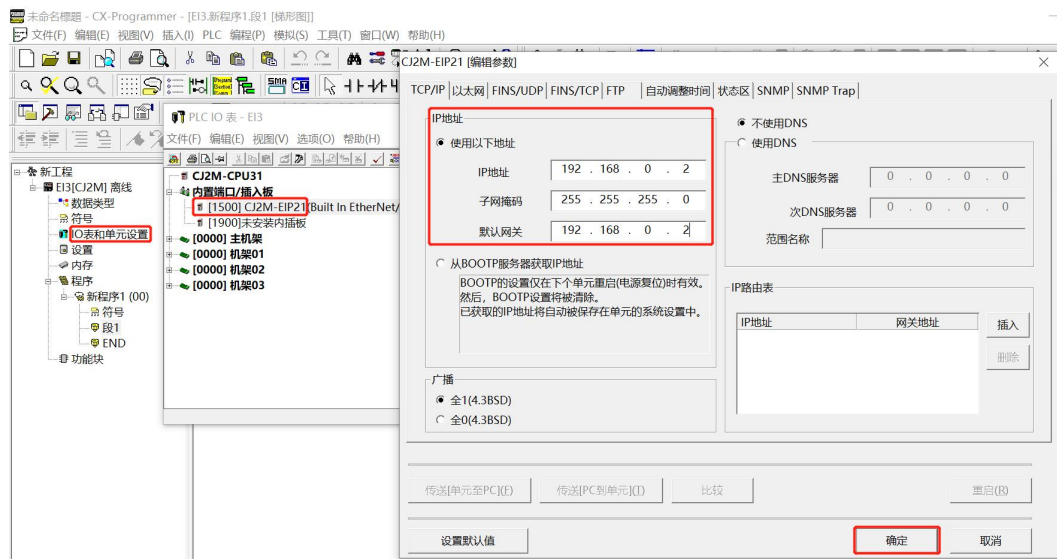 未命名標題 - CX-Programmer - [EI3.新程序1.段1 [梯形图]]
文件(F) 编辑(E) 视图(V) 插入(I) PLC 编程(P) 模拟(S) 工具(T) 窗口(W) 帮助(H)
新工程
EI3[CJ2M] 离线
数据类型
符号
IO表和单元设置
设置
内存
程序
新程序1 (00)
符号
段1
END
功能块
PLC IO 表 - EI3
文件(F) 编辑(E) 视图(V) 选项(O) 帮助(H)
CJ2M-CPU31
内置端口/插入板
[1500] CJ2M-EIP21(Built In EtherNet/
[1900]未安装内插板
[0000] 主机架
[0000] 机架01
[0000] 机架02
[0000] 机架03
CJ2M-EIP21 [编辑参数]
TCP/IP 以太网 FINS/UDP FINS/TCP FTP 自动调整时间 状态区 SNMP SNMP Trap
IP地址
使用以下地址
IP地址 192 . 168 . 0 . 2
子网掩码 255 . 255 . 255 . 0
默认网关 192 . 168 . 0 . 2
从BOOTP服务器获取IP地址
BOOTP的设置仅在下个单元重启(电源复位)时有效。
然后，BOOTP设置将被清除。
已获取的IP地址将自动被保存在单元的系统设置中。
广播
全1(4.3BSD)
全0(4.3BSD)
不使用DNS
使用DNS
主DNS服务器 0 . 0 . 0 . 0
次DNS服务器 0 . 0 . 0 . 0
范围名称
IP路由表
IP地址 网关地址
插入
删除
传送[单元至PC](F) 传送[PC到单元](T) 比较 重启(R)
设置默认值 确定 取消